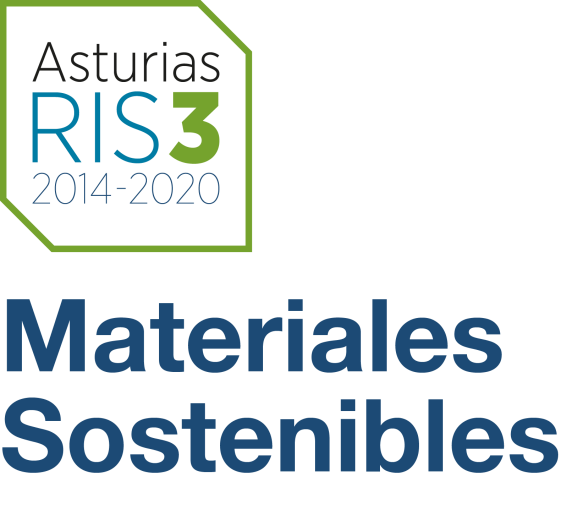 Asturias
RIS3
2014-2020
Materiales
Sostenibles